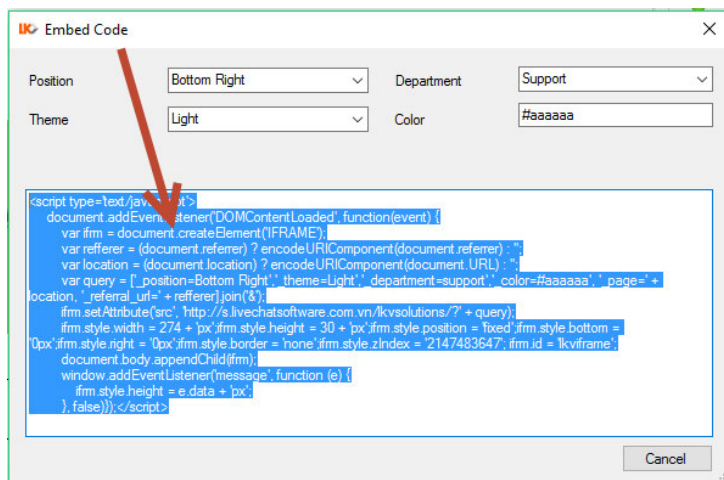 LKC Embed Code
Position Bottom Right Department Support
Theme Light Color #aaaaaa
<script type='text/javascript'>
document.addEventListener('DOMContentLoaded', function(event) {
var ifrm = document.createElement('IFRAME');
var refferer = (document.referrer) ? encodeURIComponent(document.referrer) : '';
var location = (document.location) ? encodeURIComponent(document.URL) : '';
var query = ['_position=Bottom Right','_theme=Light','_department=support','_color=#aaaaaa', '_page=' +
location, '_referral_url=' + refferer].join('&');
ifrm.setAttribute('src', 'http://s.livechatsoftware.com.vn/lkvsolutions/?' + query);
ifrm.style.width = 274 + 'px';ifrm.style.height = 30 + 'px';ifrm.style.position = 'fixed';ifrm.style.bottom =
'0px';ifrm.style.right = '0px';ifrm.style.border = 'none';ifrm.style.zIndex = '2147483647'; ifrm.id = 'lkviframe';
document.body.appendChild(ifrm);
window.addEventListener('message', function (e) {
ifrm.style.height = e.data + 'px';
}, false)});</script>
Cancel